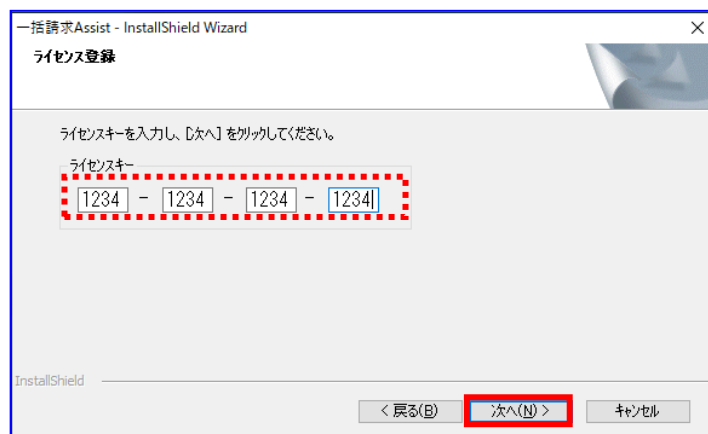 一括請求Assist - InstallShield Wizard
ライセンス登録
ライセンスキーを入力し、[次へ] をクリックしてください。
ライセンスキー
1234 - 1234 - 1234 - 1234
InstallShield
< 戻る(B) 次へ(N) > キャンセル